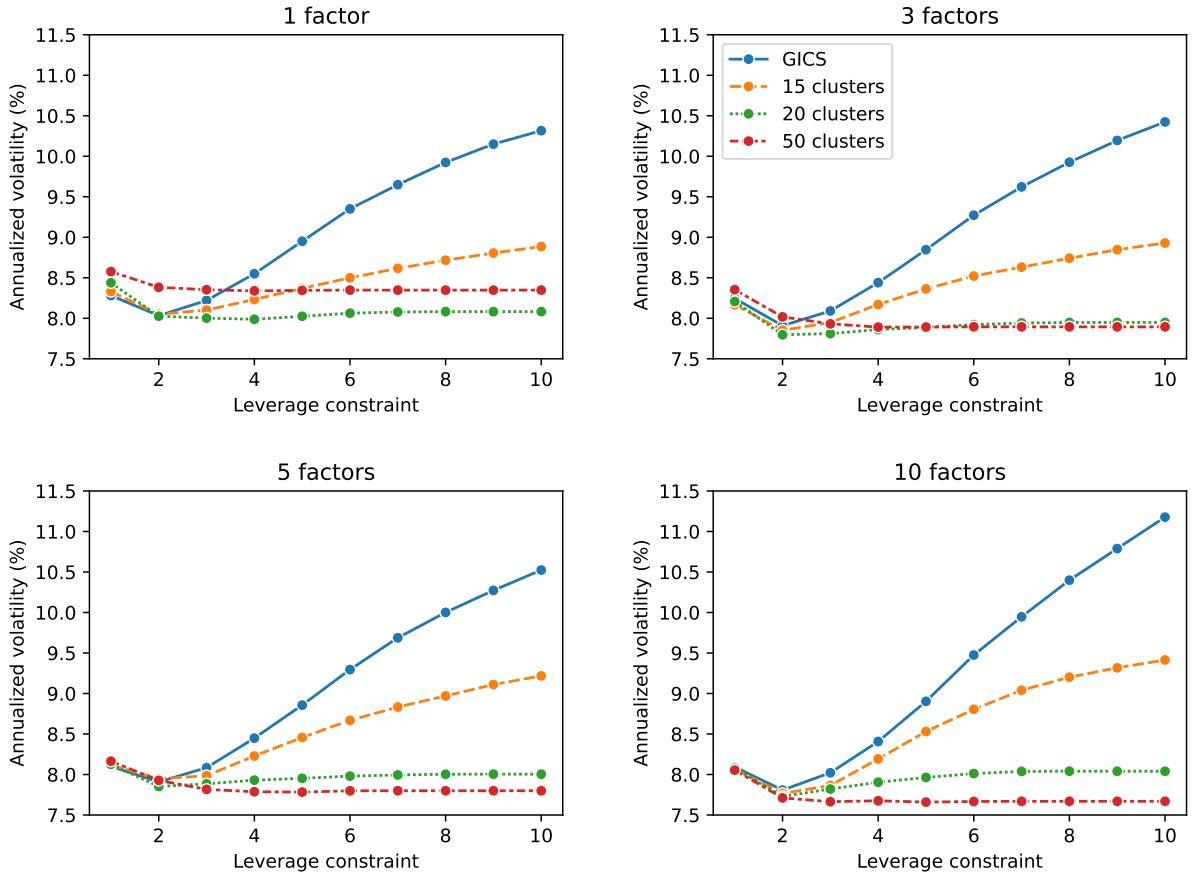 1 factor
Annualized volatility (%)
11.5
11.0
10.5
10.0
9.5
9.0
8.5
8.0
7.5
2 4 6 8 10
Leverage constraint
3 factors
Annualized volatility (%)
11.5
11.0
10.5
10.0
9.5
9.0
8.5
8.0
7.5
GICS
15 clusters
20 clusters
50 clusters
2 4 6 8 10
Leverage constraint
5 factors
Annualized volatility (%)
11.5
11.0
10.5
10.0
9.5
9.0
8.5
8.0
7.5
2 4 6 8 10
Leverage constraint
10 factors
Annualized volatility (%)
11.5
11.0
10.5
10.0
9.5
9.0
8.5
8.0
7.5
2 4 6 8 10
Leverage constraint